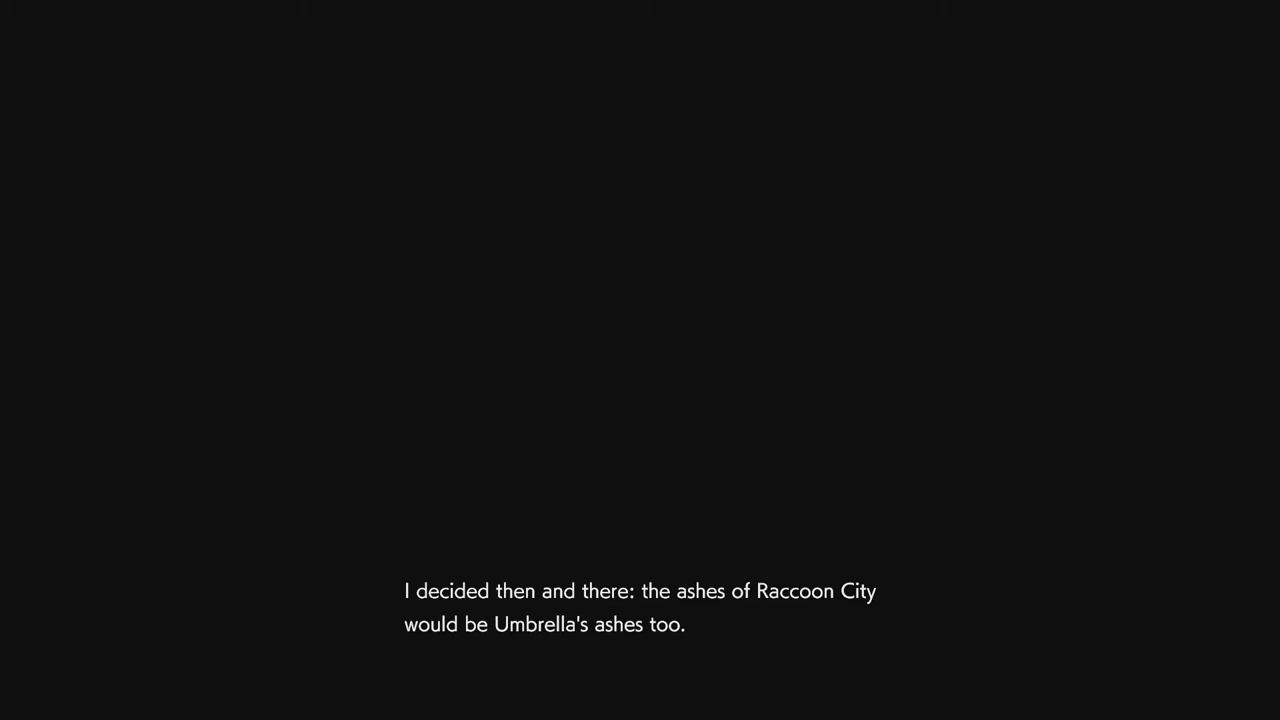 I decided then and there: the ashes of Raccoon City
would be Umbrella's ashes too.